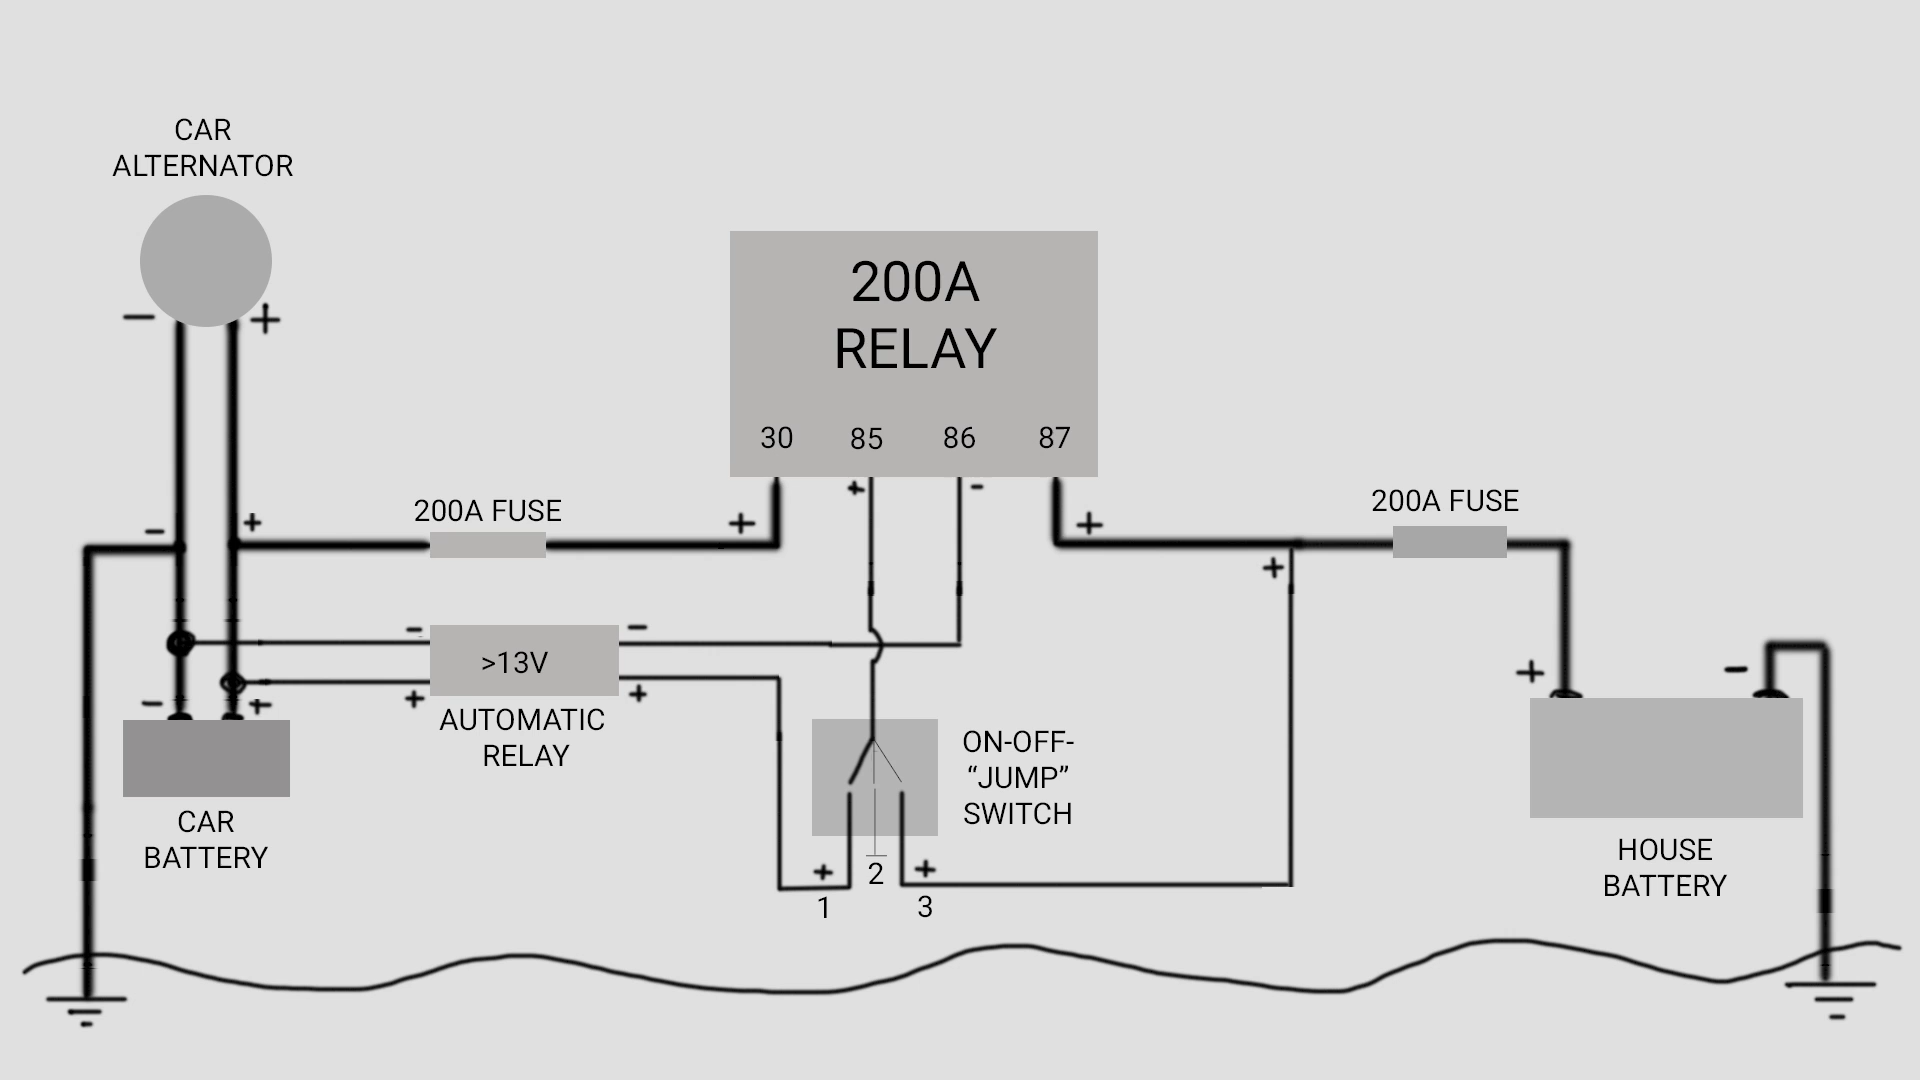 CAR
ALTERNATOR
−
+
200A
RELAY
30
85
86
87
+
-
200A FUSE
200A FUSE
−
+
+
+
+
−
−
>13V
+
+
AUTOMATIC
RELAY
−
+
CAR
BATTERY
ON-OFF-
“JUMP”
SWITCH
+
−
HOUSE
BATTERY
+
2
+
1
3